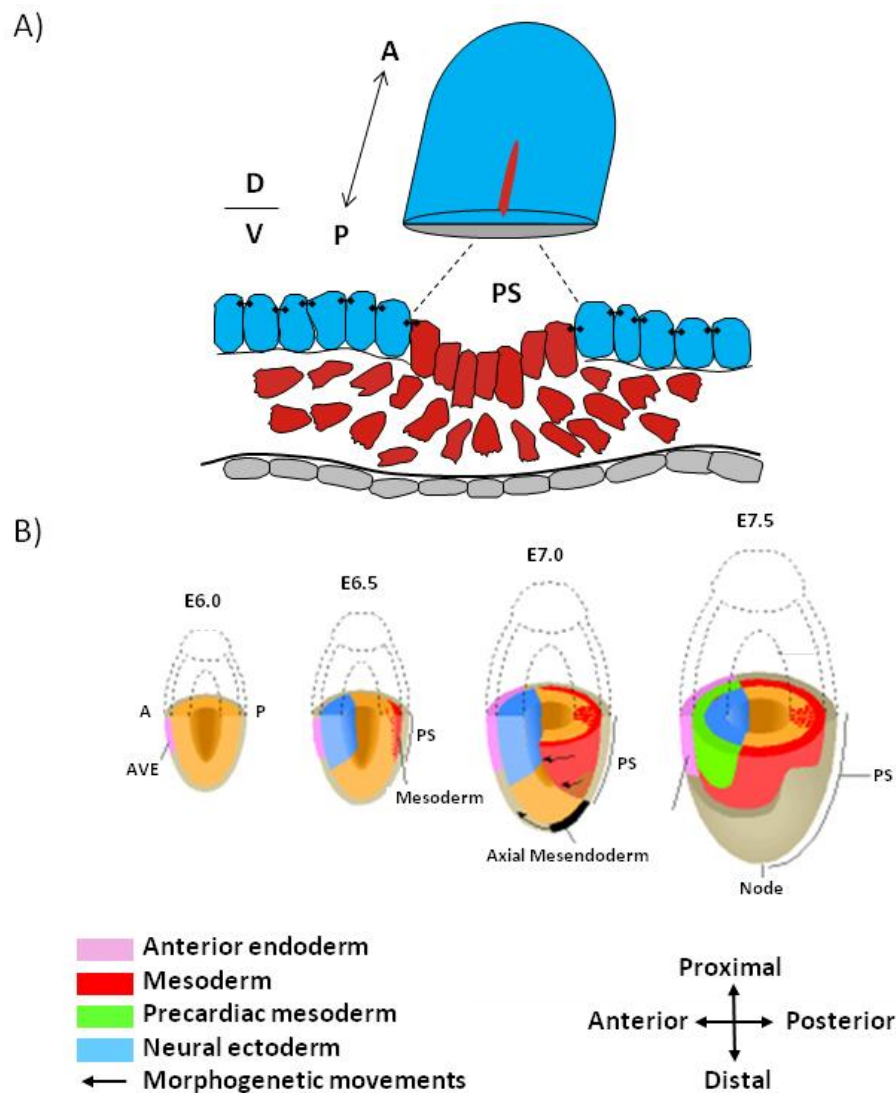 A)
A
D
V
P
PS
B)
E6.0
E6.5
E7.0
E7.5
A
P
AVE
PS
Mesoderm
PS
Axial Mesendoderm
PS
Node
Anterior endoderm
Mesoderm
Precardiac mesoderm
Neural ectoderm
Morphogenetic movements
Proximal
Anterior
Posterior
Distal